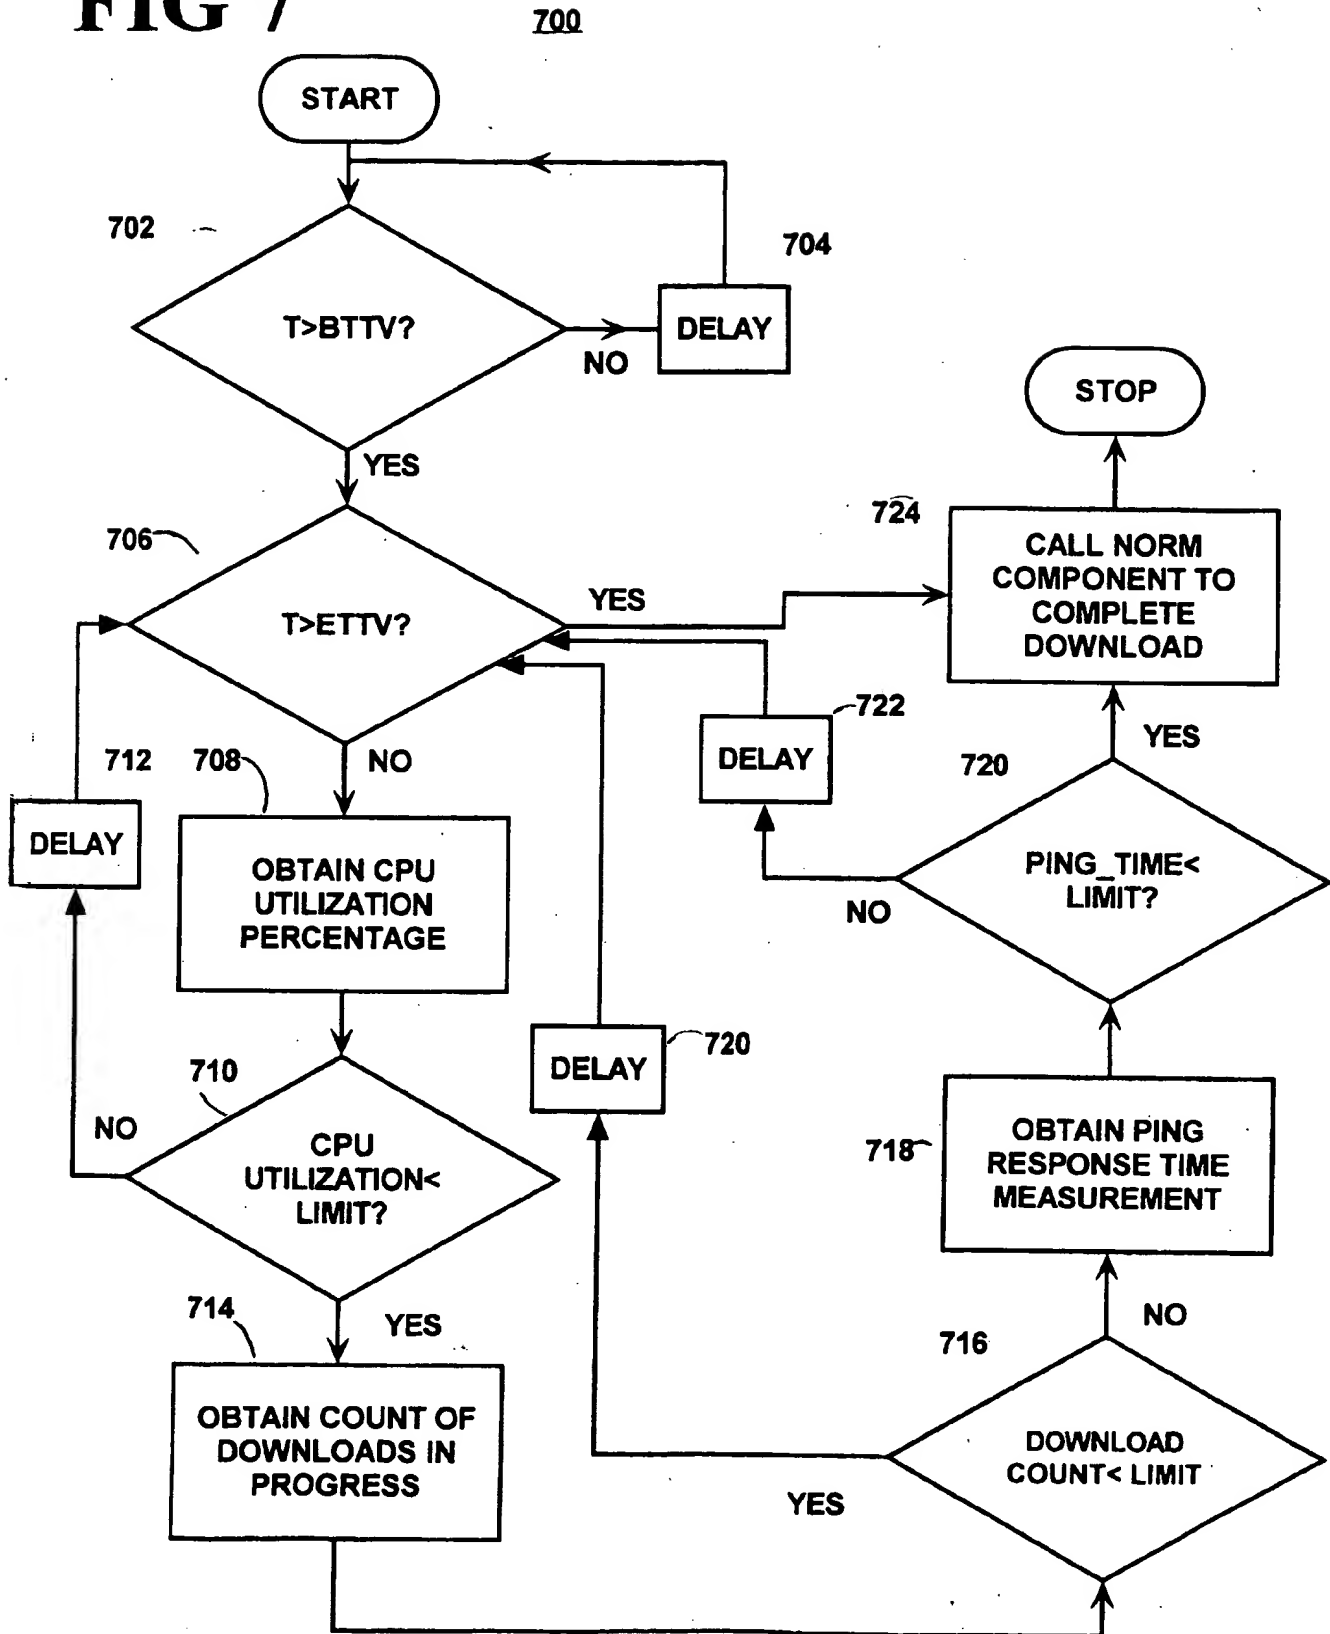 FIG 7
700
START
702
T>BTTV?
NO
704
DELAY
YES
706
T>ETTV?
YES
NO
STOP
724
CALL NORM
COMPONENT TO
COMPLETE
DOWNLOAD
722
DELAY
712
DELAY
708
OBTAIN CPU
UTILIZATION
PERCENTAGE
YES
720
PING_TIME<
LIMIT?
NO
710
CPU
UTILIZATION<
LIMIT?
NO
YES
720
DELAY
718
OBTAIN PING
RESPONSE TIME
MEASUREMENT
714
OBTAIN COUNT OF
DOWNLOADS IN
PROGRESS
NO
716
DOWNLOAD
COUNT< LIMIT
YES